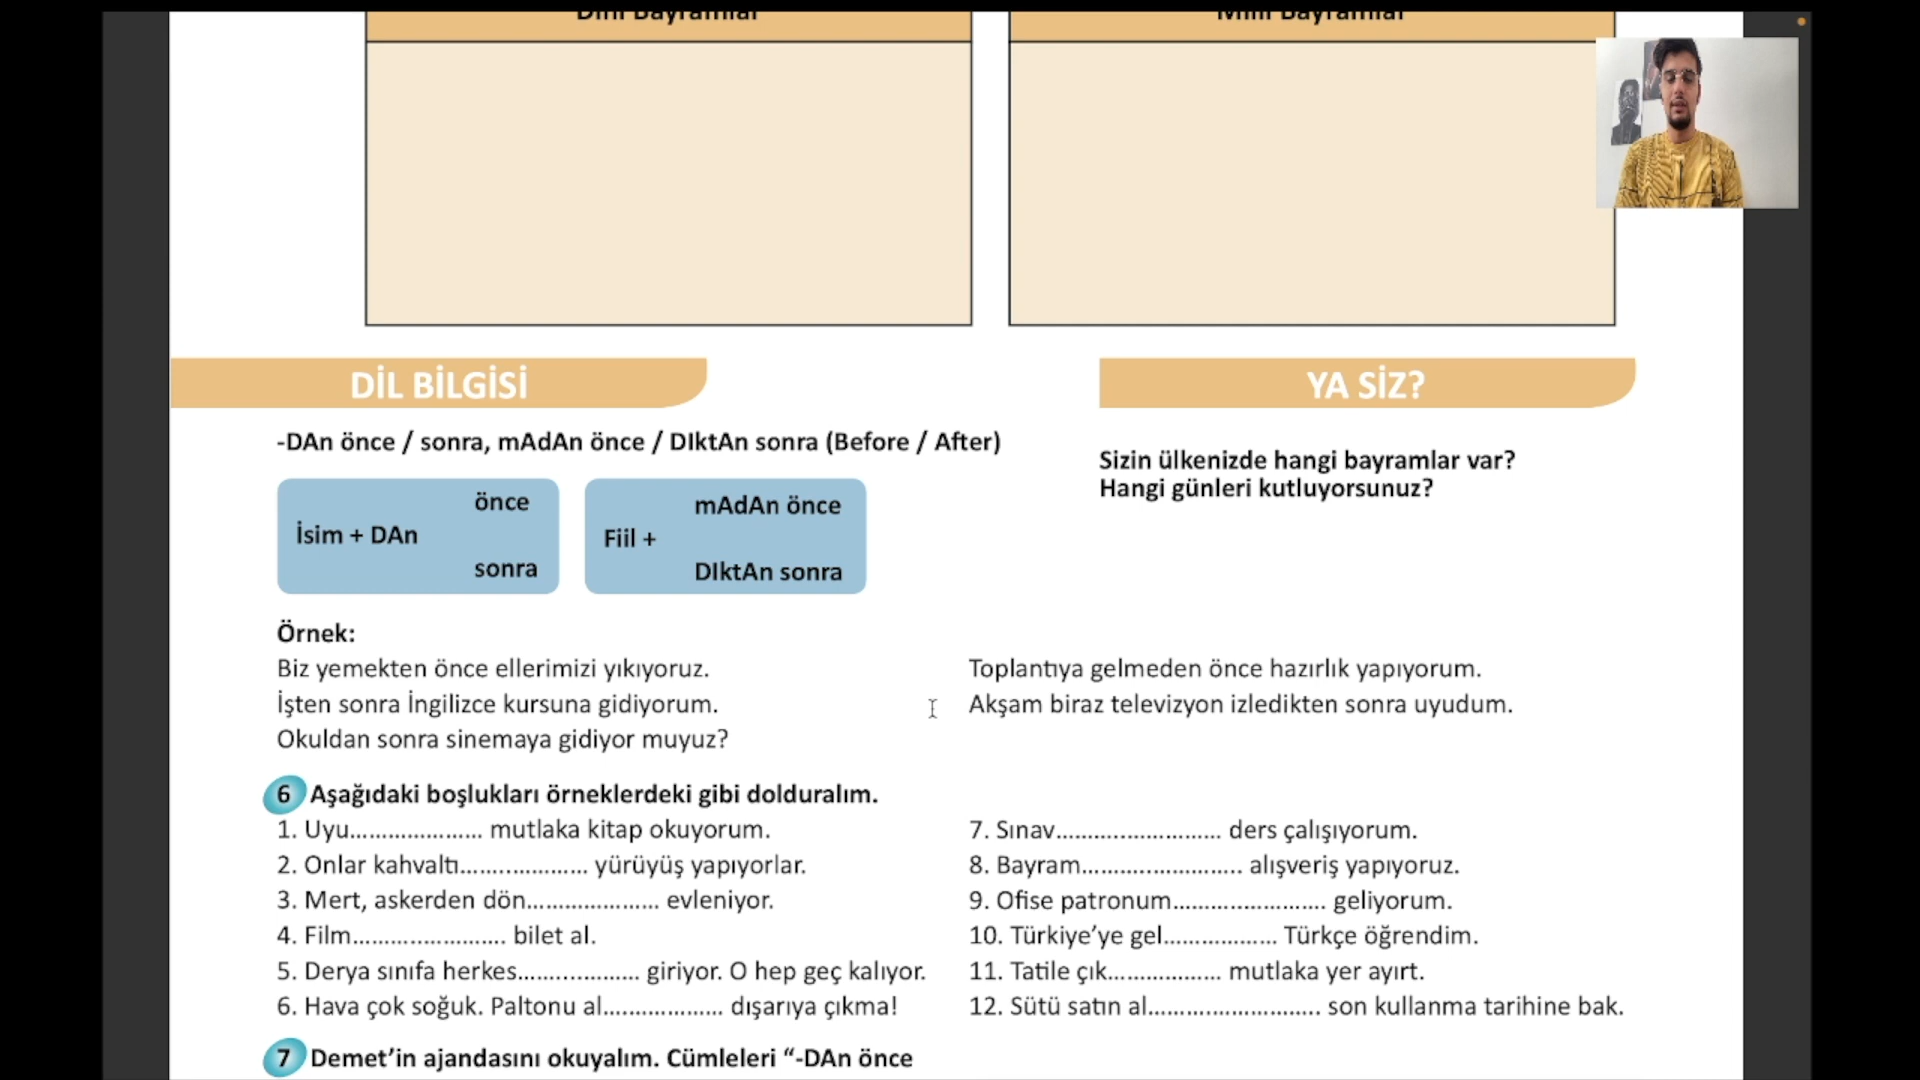 Dini Bayramlar
Milli Bayramlar
DİL BİLGİSİ
-DAn önce / sonra, mAdAn önce / DIktAn sonra (Before / After)
İsim + DAn
önce
sonra
Fiil +
mAdAn önce
DIktAn sonra
YA SİZ?
Sizin ülkenizde hangi bayramlar var?
Hangi günleri kutluyorsunuz?
Örnek:
Biz yemekten önce ellerimizi yıkıyoruz.
İşten sonra İngilizce kursuna gidiyorum.
Okuldan sonra sinemaya gidiyor muyuz?
Toplantıya gelmeden önce hazırlık yapıyorum.
Akşam biraz televizyon izledikten sonra uyudum.
6 Aşağıdaki boşlukları örneklerdeki gibi dolduralım.
1. Uyu………………… mutlaka kitap okuyorum.
2. Onlar kahvaltı……..………… yürüyüş yapıyorlar.
3. Mert, askerden dön………………… evleniyor.
4. Film………..…………. bilet al.
5. Derya sınıfa herkes……..………. giriyor. O hep geç kalıyor.
6. Hava çok soğuk. Paltonu al……………… dışarıya çıkma!
7. Sınav………..………….. ders çalışıyorum.
8. Bayram………..………….. alışveriş yapıyoruz.
9. Ofise patronum………..…………. geliyorum.
10. Türkiye’ye gel……………… Türkçe öğrendim.
11. Tatile çık……………… mutlaka yer ayırt.
12. Sütü satın al………..………….. son kullanma tarihine bak.
7 Demet’in ajandasını okuyalım. Cümleleri “-DAn önce